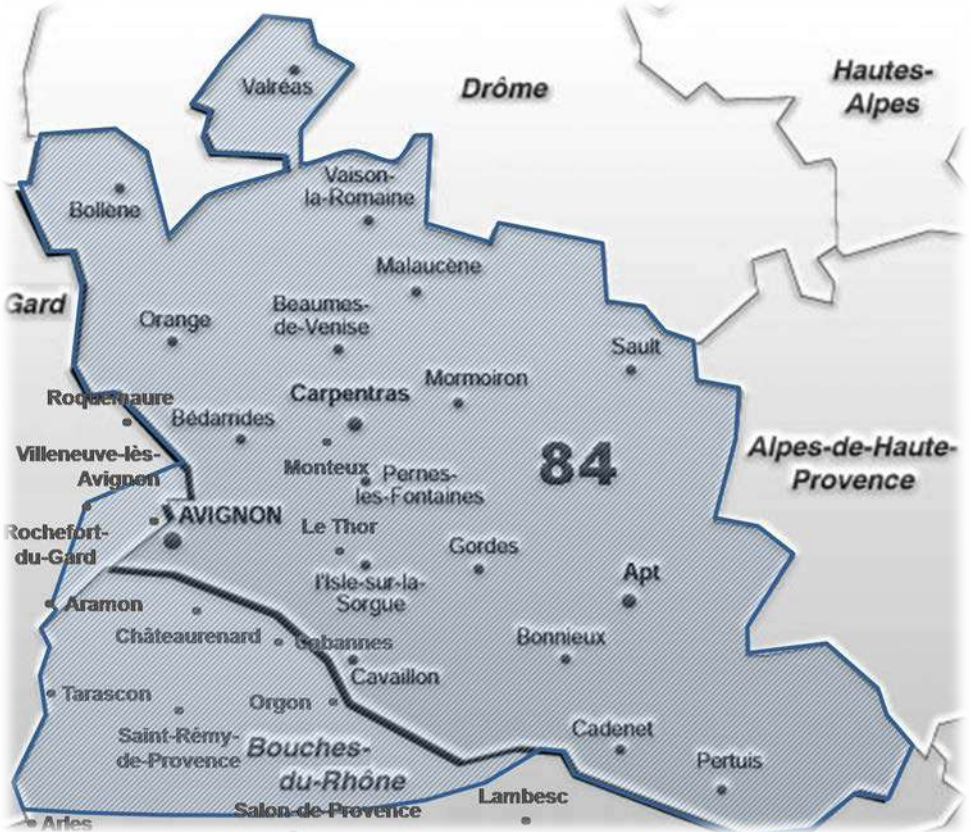 Valréas
Drôme
Hautes-
Alpes
Bollène
Vaison-
la-Romaine
Malaucène
Gard
Orange
Beaumes-
de-Venise
Sault
Roquemaure
Bédarrides
Carpentras
Mormoiron
Villeneuve-lès-
Avignon
Monteux
Pernes-
les-Fontaines
84
Alpes-de-Haute-
Provence
AVIGNON
Rochefort-
du-Gard
Le Thor
Gordes
l'Isle-sur-la-
Sorgue
Apt
Aramon
Châteaurenard
Cabannes
Bonnieux
Cavaillon
Tarascon
Orgon
Saint-Rémy-
de-Provence
Bouches-
du-Rhône
Cadenet
Pertuis
Salon-de-Provence
Lambesc
Arles